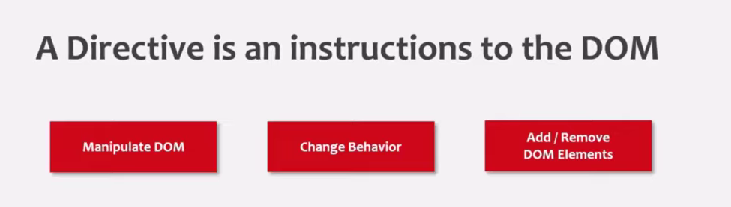 A Directive is an instructions to the DOM
Manipulate DOM
Change Behavior
Add / Remove
DOM Elements